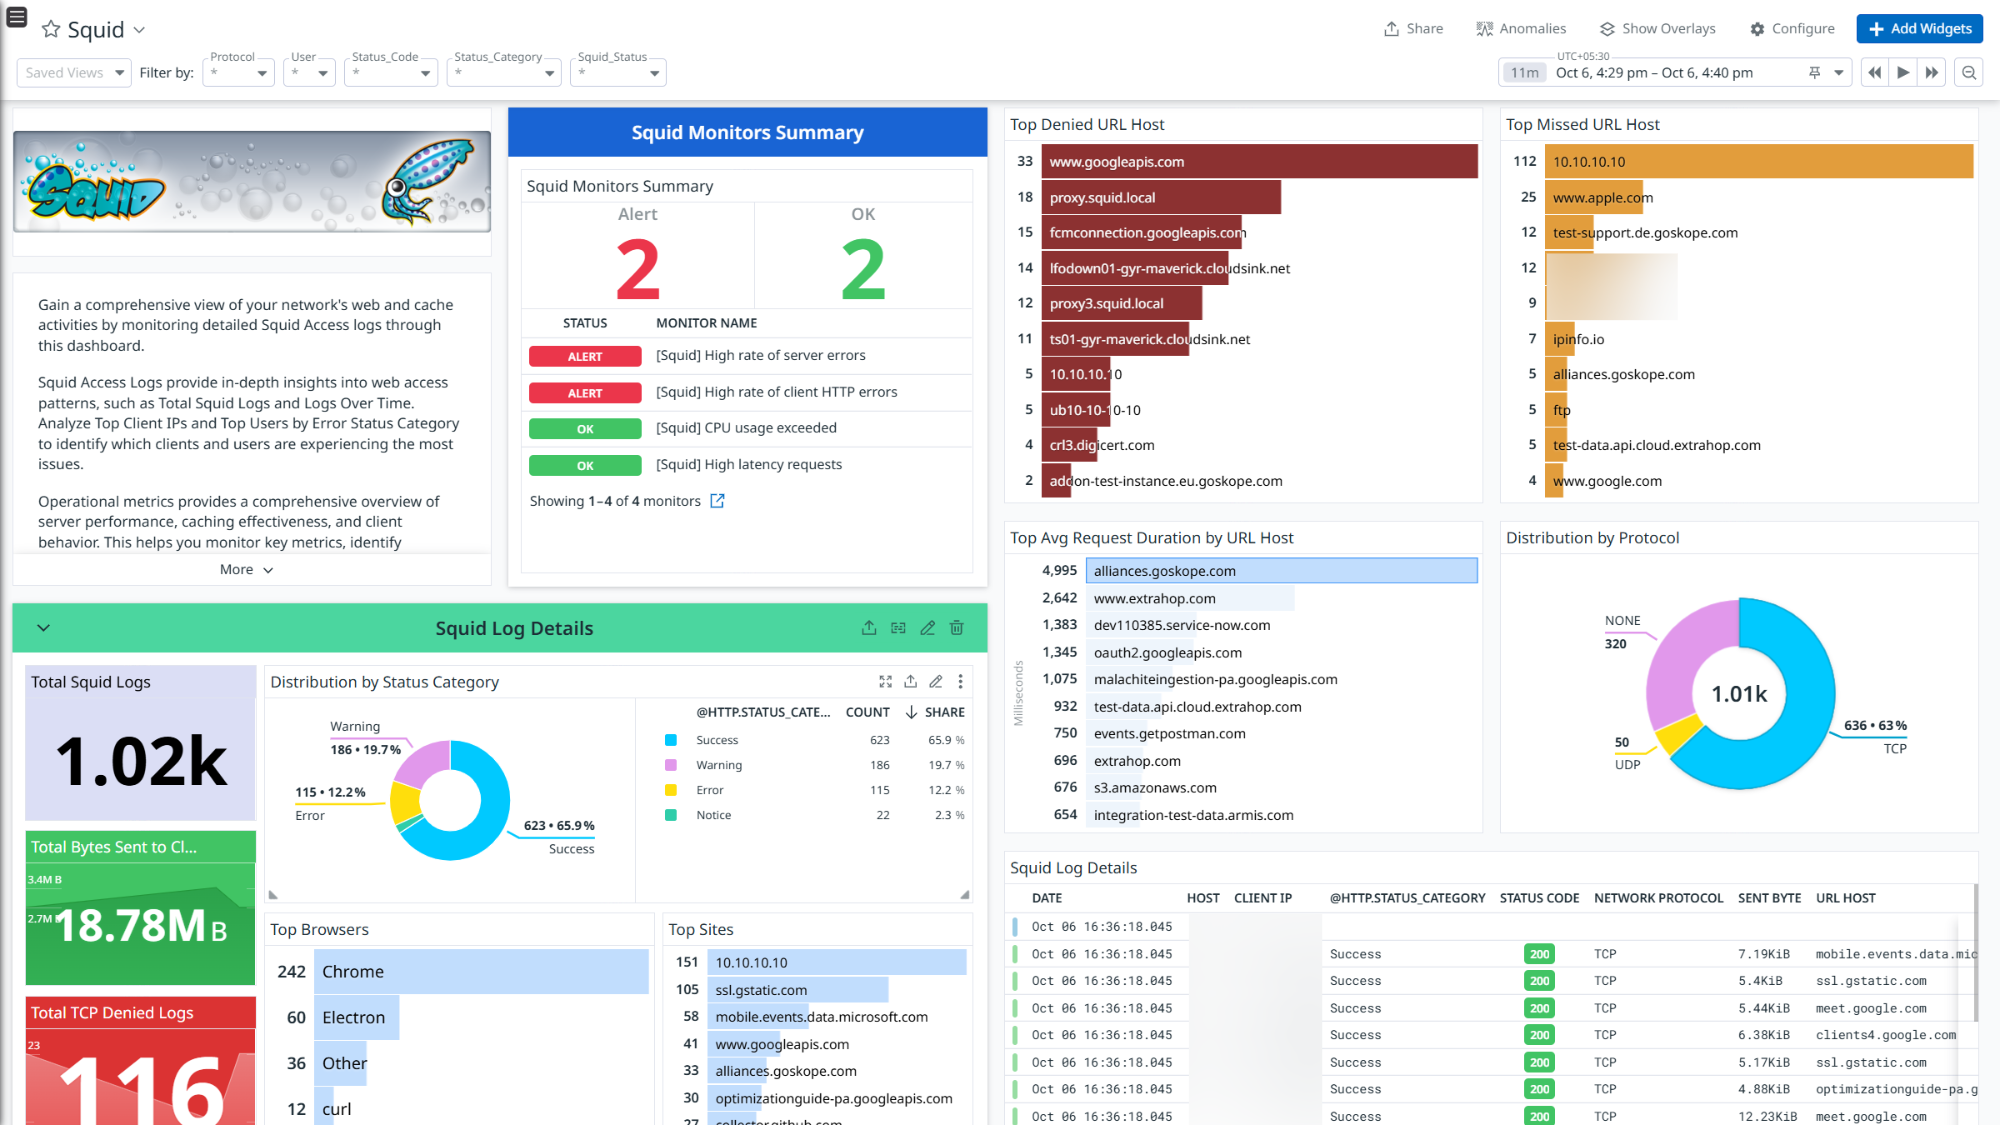 Squid
Share
Anomalies
Show Overlays
Configure
+ Add Widgets
Saved Views
Filter by:
Protocol
*
User
*
Status_Code
*
Status_Category
*
Squid_Status
*
UTC+05:30
11m
Oct 6, 4:29 pm – Oct 6, 4:40 pm
SQUID
Gain a comprehensive view of your network's web and cache
activities by monitoring detailed Squid Access logs through
this dashboard.
Squid Access Logs provide in-depth insights into web access
patterns, such as Total Squid Logs and Logs Over Time.
Analyze Top Client IPs and Top Users by Error Status Category
to identify which clients and users are experiencing the most
issues.
Operational metrics provides a comprehensive overview of
server performance, caching effectiveness, and client
behavior. This helps you monitor key metrics, identify
More
Squid Monitors Summary
Squid Monitors Summary
Alert
OK
2
2
STATUS MONITOR NAME
ALERT [Squid] High rate of server errors
ALERT [Squid] High rate of client HTTP errors
OK [Squid] CPU usage exceeded
OK [Squid] High latency requests
Showing 1–4 of 4 monitors
Top Denied URL Host
33 www.googleapis.com
18 proxy.squid.local
15 fcmconnection.googleapis.com
14 lfodown01-gyr-maverick.cloudsink.net
12 proxy3.squid.local
11 ts01-gyr-maverick.cloudsink.net
5 10.10.10.10
5 ub10-10-10-10
4 crl3.digicert.com
2 addon-test-instance.eu.goskope.com
Top Missed URL Host
112 10.10.10.10
25 www.apple.com
12 test-support.de.goskope.com
12
9
7 ipinfo.io
5 alliances.goskope.com
5 ftp
5 test-data.api.cloud.extrahop.com
4 www.google.com
Top Avg Request Duration by URL Host
Milliseconds
4,995 alliances.goskope.com
2,642 www.extrahop.com
1,383 dev110385.service-now.com
1,345 oauth2.googleapis.com
1,075 malachiteingestion-pa.googleapis.com
932 test-data.api.cloud.extrahop.com
750 events.getpostman.com
696 extrahop.com
676 s3.amazonaws.com
654 integration-test-data.armis.com
Distribution by Protocol
NONE
320
1.01k
636 • 63%
TCP
50
UDP
Squid Log Details
Total Squid Logs
1.02k
Total Bytes Sent to Cl...
3.4M B
2.7M
18.78M B
Total TCP Denied Logs
23
116
Distribution by Status Category
Warning
186 • 19.7%
115 • 12.2%
Error
623 • 65.9%
Success
@HTTP.STATUS_CATE... COUNT ↓ SHARE
Success 623 65.9 %
Warning 186 19.7 %
Error 115 12.2 %
Notice 22 2.3 %
Top Browsers
242 Chrome
60 Electron
36 Other
12 curl
Top Sites
151 10.10.10.10
105 ssl.gstatic.com
58 mobile.events.data.microsoft.com
41 www.googleapis.com
33 alliances.goskope.com
30 optimizationguide-pa.googleapis.com
27 collector.github.com
Squid Log Details
DATE HOST CLIENT IP @HTTP.STATUS_CATEGORY STATUS CODE NETWORK PROTOCOL SENT BYTE URL HOST
Oct 06 16:36:18.045
Oct 06 16:36:18.045 Success 200 TCP 7.19KiB mobile.events.data.mic
Oct 06 16:36:18.045 Success 200 TCP 5.4KiB ssl.gstatic.com
Oct 06 16:36:18.045 Success 200 TCP 5.44KiB meet.google.com
Oct 06 16:36:18.045 Success 200 TCP 6.38KiB clients4.google.com
Oct 06 16:36:18.045 Success 200 TCP 5.17KiB ssl.gstatic.com
Oct 06 16:36:18.045 Success 200 TCP 4.88KiB optimizationguide-pa.g
Oct 06 16:36:18.045 Success 200 TCP 12.23KiB meet.google.com